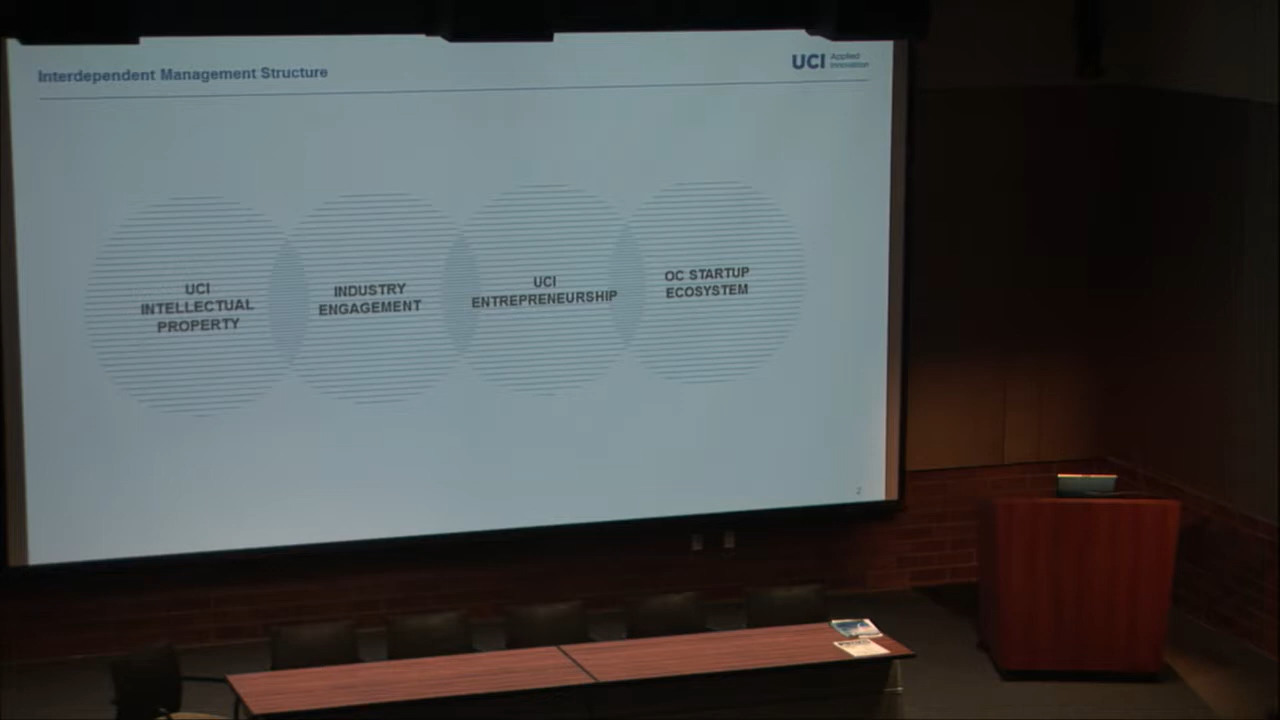 Interdependent Management Structure
UCI Applied
Innovation
UCI
INTELLECTUAL
PROPERTY
INDUSTRY
ENGAGEMENT
UCI
ENTREPRENEURSHIP
OC STARTUP
ECOSYSTEM
2